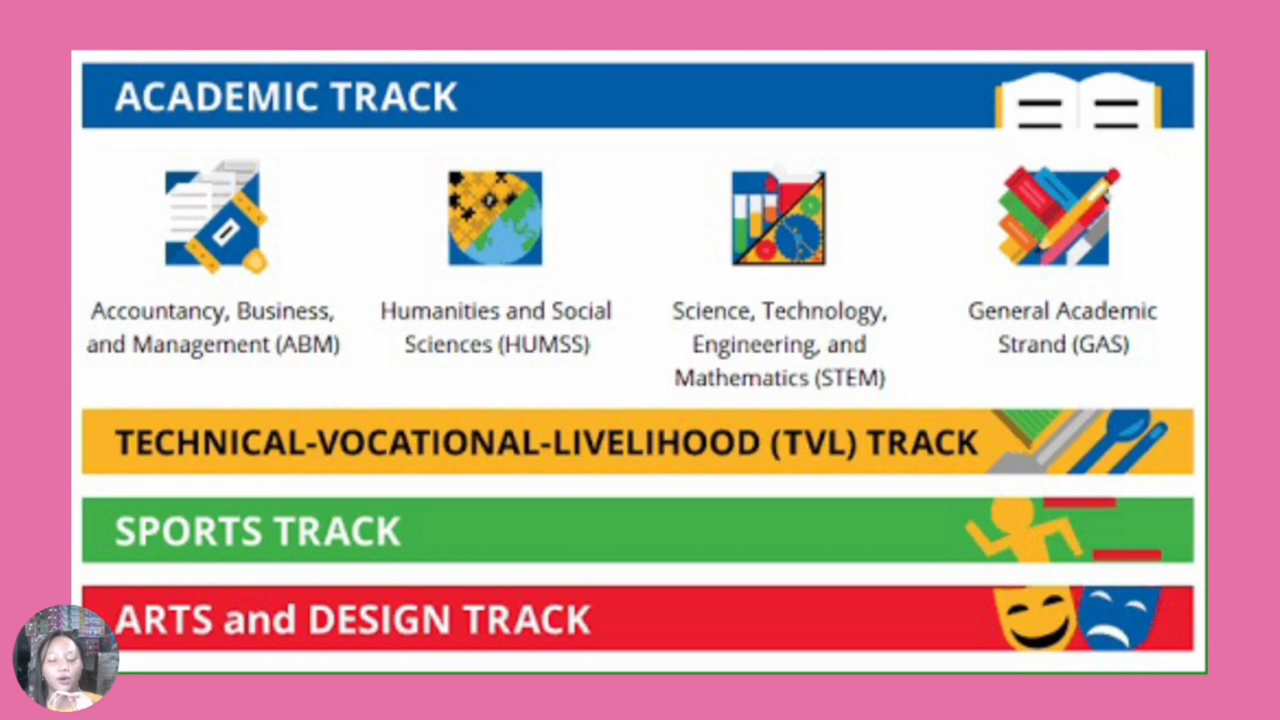 ACADEMIC TRACK
Accountancy, Business,
and Management (ABM)
Humanities and Social
Sciences (HUMSS)
Science, Technology,
Engineering, and
Mathematics (STEM)
General Academic
Strand (GAS)
TECHNICAL-VOCATIONAL-LIVELIHOOD (TVL) TRACK
SPORTS TRACK
ARTS and DESIGN TRACK